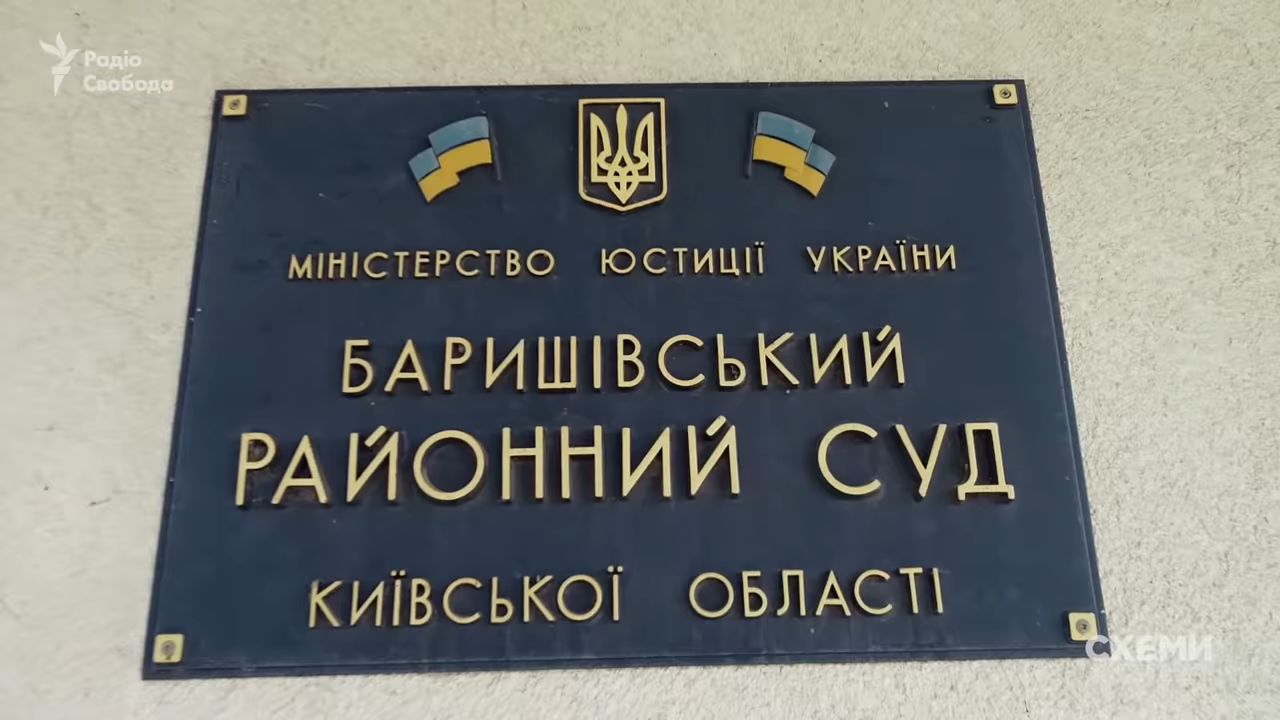 Радіо
Свобода
МІНІСТЕРСТВО ЮСТИЦІЇ УКРАЇНИ
БАРИШІВСЬКИЙ
РАЙОННИЙ СУД
КИЇВСЬКОЇ ОБЛАСТІ
СХЕМИ